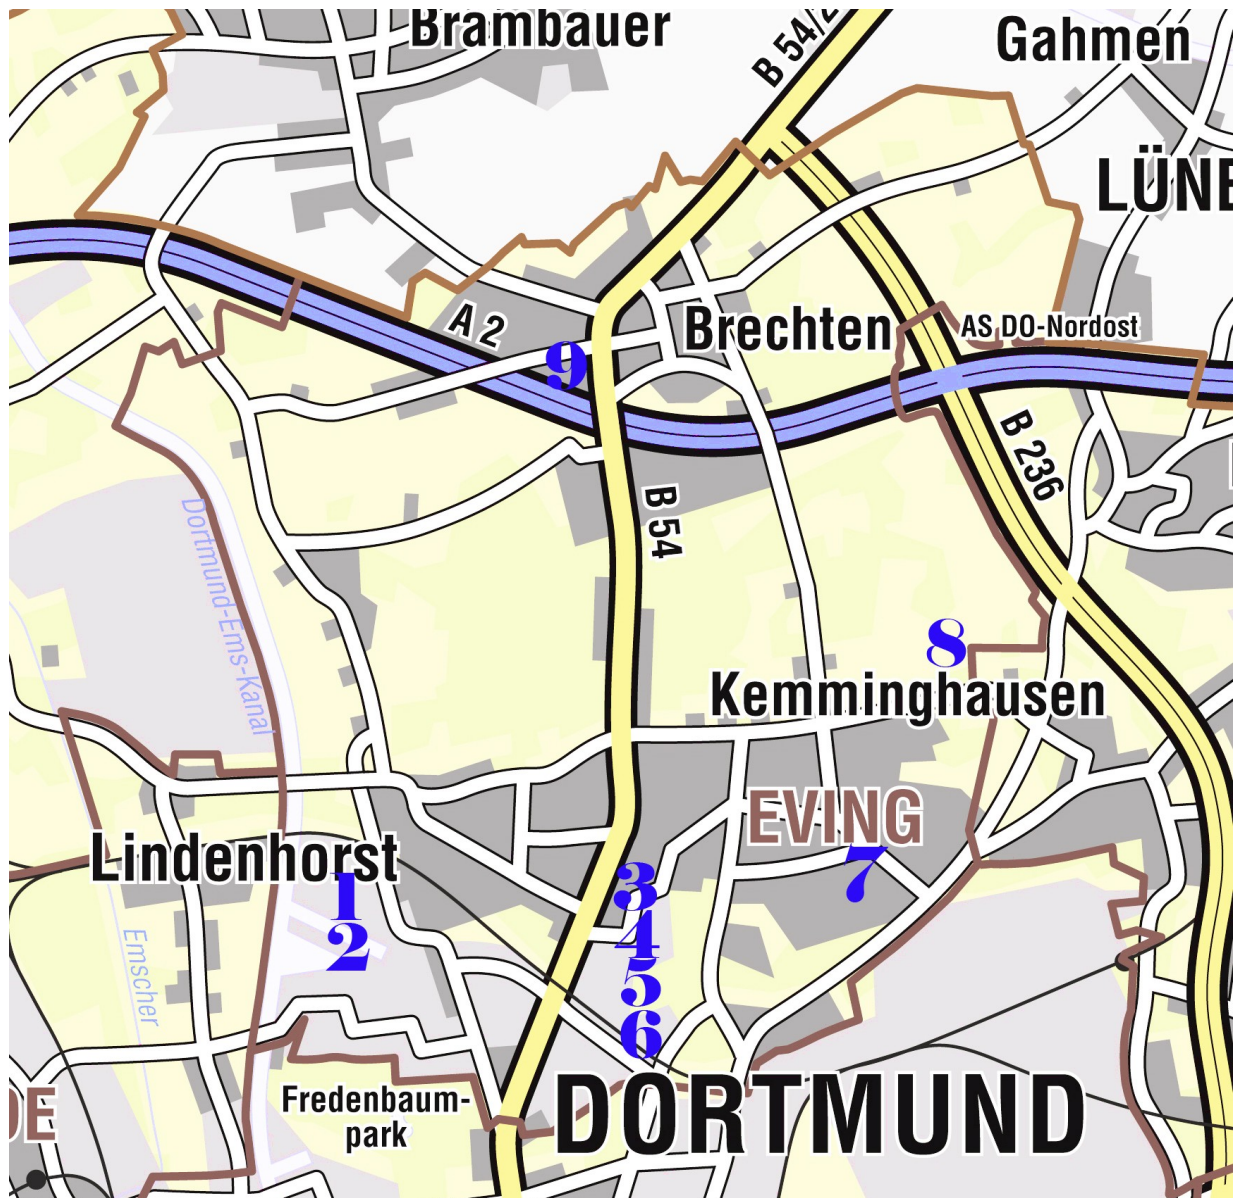 Brambauer
B 54/2
Gahmen
LÜNE
A 2
Brechten
AS DO-Nordost
9
B 236
B 54
Dortmund-Ems-Kanal
8
Kemminghausen
EVING
Lindenhorst
7
1
3
2
4
5
6
Emscher
DE
Fredenbaum-
park
DORTMUND